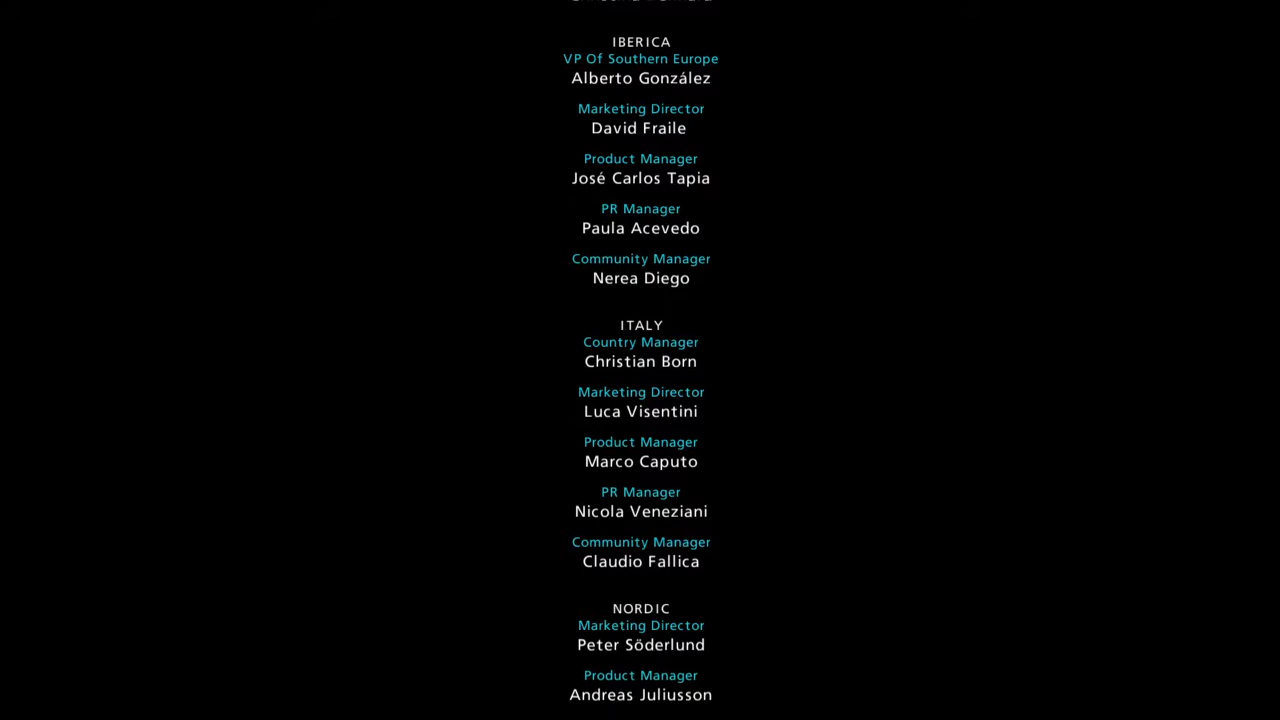 IBERICA
VP Of Southern Europe
Alberto González
Marketing Director
David Fraile
Product Manager
José Carlos Tapia
PR Manager
Paula Acevedo
Community Manager
Nerea Diego
ITALY
Country Manager
Christian Born
Marketing Director
Luca Visentini
Product Manager
Marco Caputo
PR Manager
Nicola Veneziani
Community Manager
Claudio Fallica
NORDIC
Marketing Director
Peter Söderlund
Product Manager
Andreas Juliusson